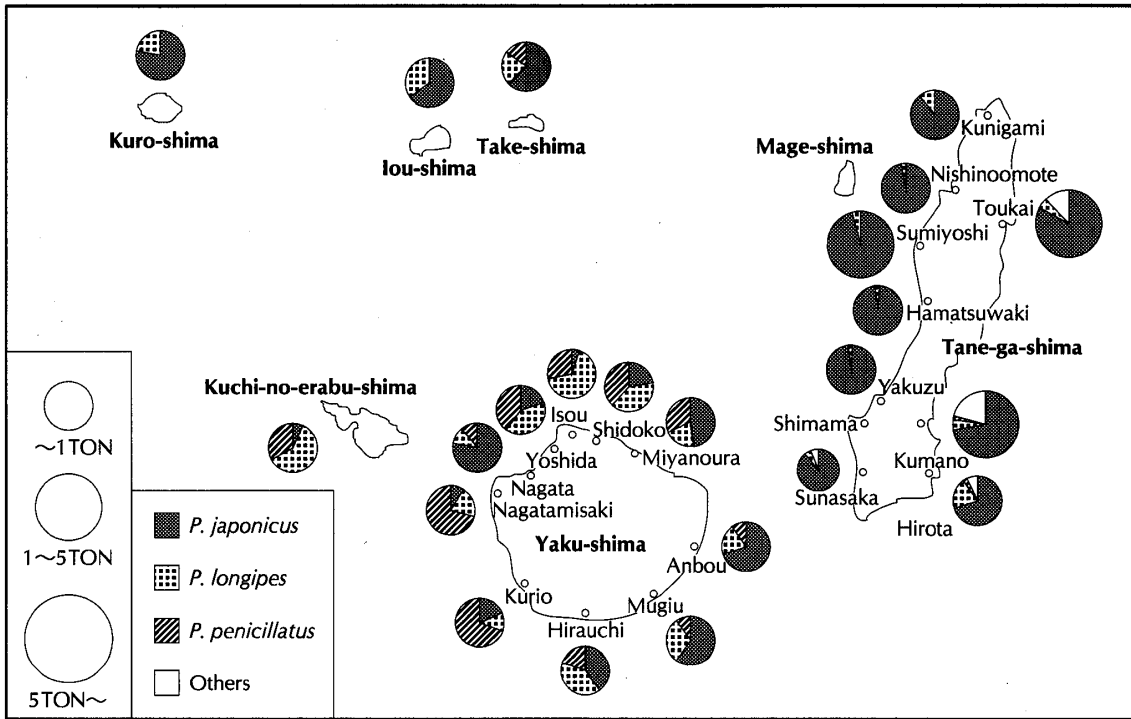 Kuro-shima
Iou-shima
Take-shima
Mage-shima
Kunigami
Nishinoomote
Toukai
Sumiyoshi
Hamatsuwaki
Tane-ga-shima
Yakuzu
Shimama
Kumano
Sunasaka
Hirota
Kuchi-no-erabu-shima
Isou
Shidoko
Yoshida
Miyanoura
Nagata
Nagatamisaki
Yaku-shima
Anbou
Kurio
Mugiu
Hirauchi
~1TON
1~5TON
5TON~
P. japonicus
P. longipes
P. penicillatus
Others